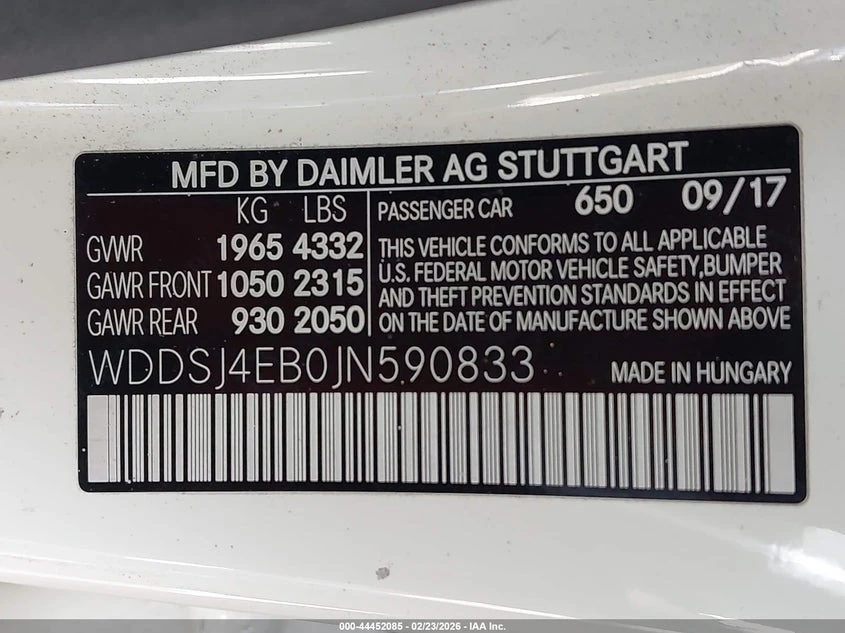 MFD BY DAIMLER AG STUTTGART
KG LBS
GVWR 1965 4332
GAWR FRONT 1050 2315
GAWR REAR 930 2050
PASSENGER CAR 650 09/17
THIS VEHICLE CONFORMS TO ALL APPLICABLE
U.S. FEDERAL MOTOR VEHICLE SAFETY,BUMPER
AND THEFT PREVENTION STANDARDS IN EFFECT
ON THE DATE OF MANUFACTURE SHOWN ABOVE
WDDSJ4EB0JN590833 MADE IN HUNGARY
000-44452085 - 02/23/2026 - IAA Inc.